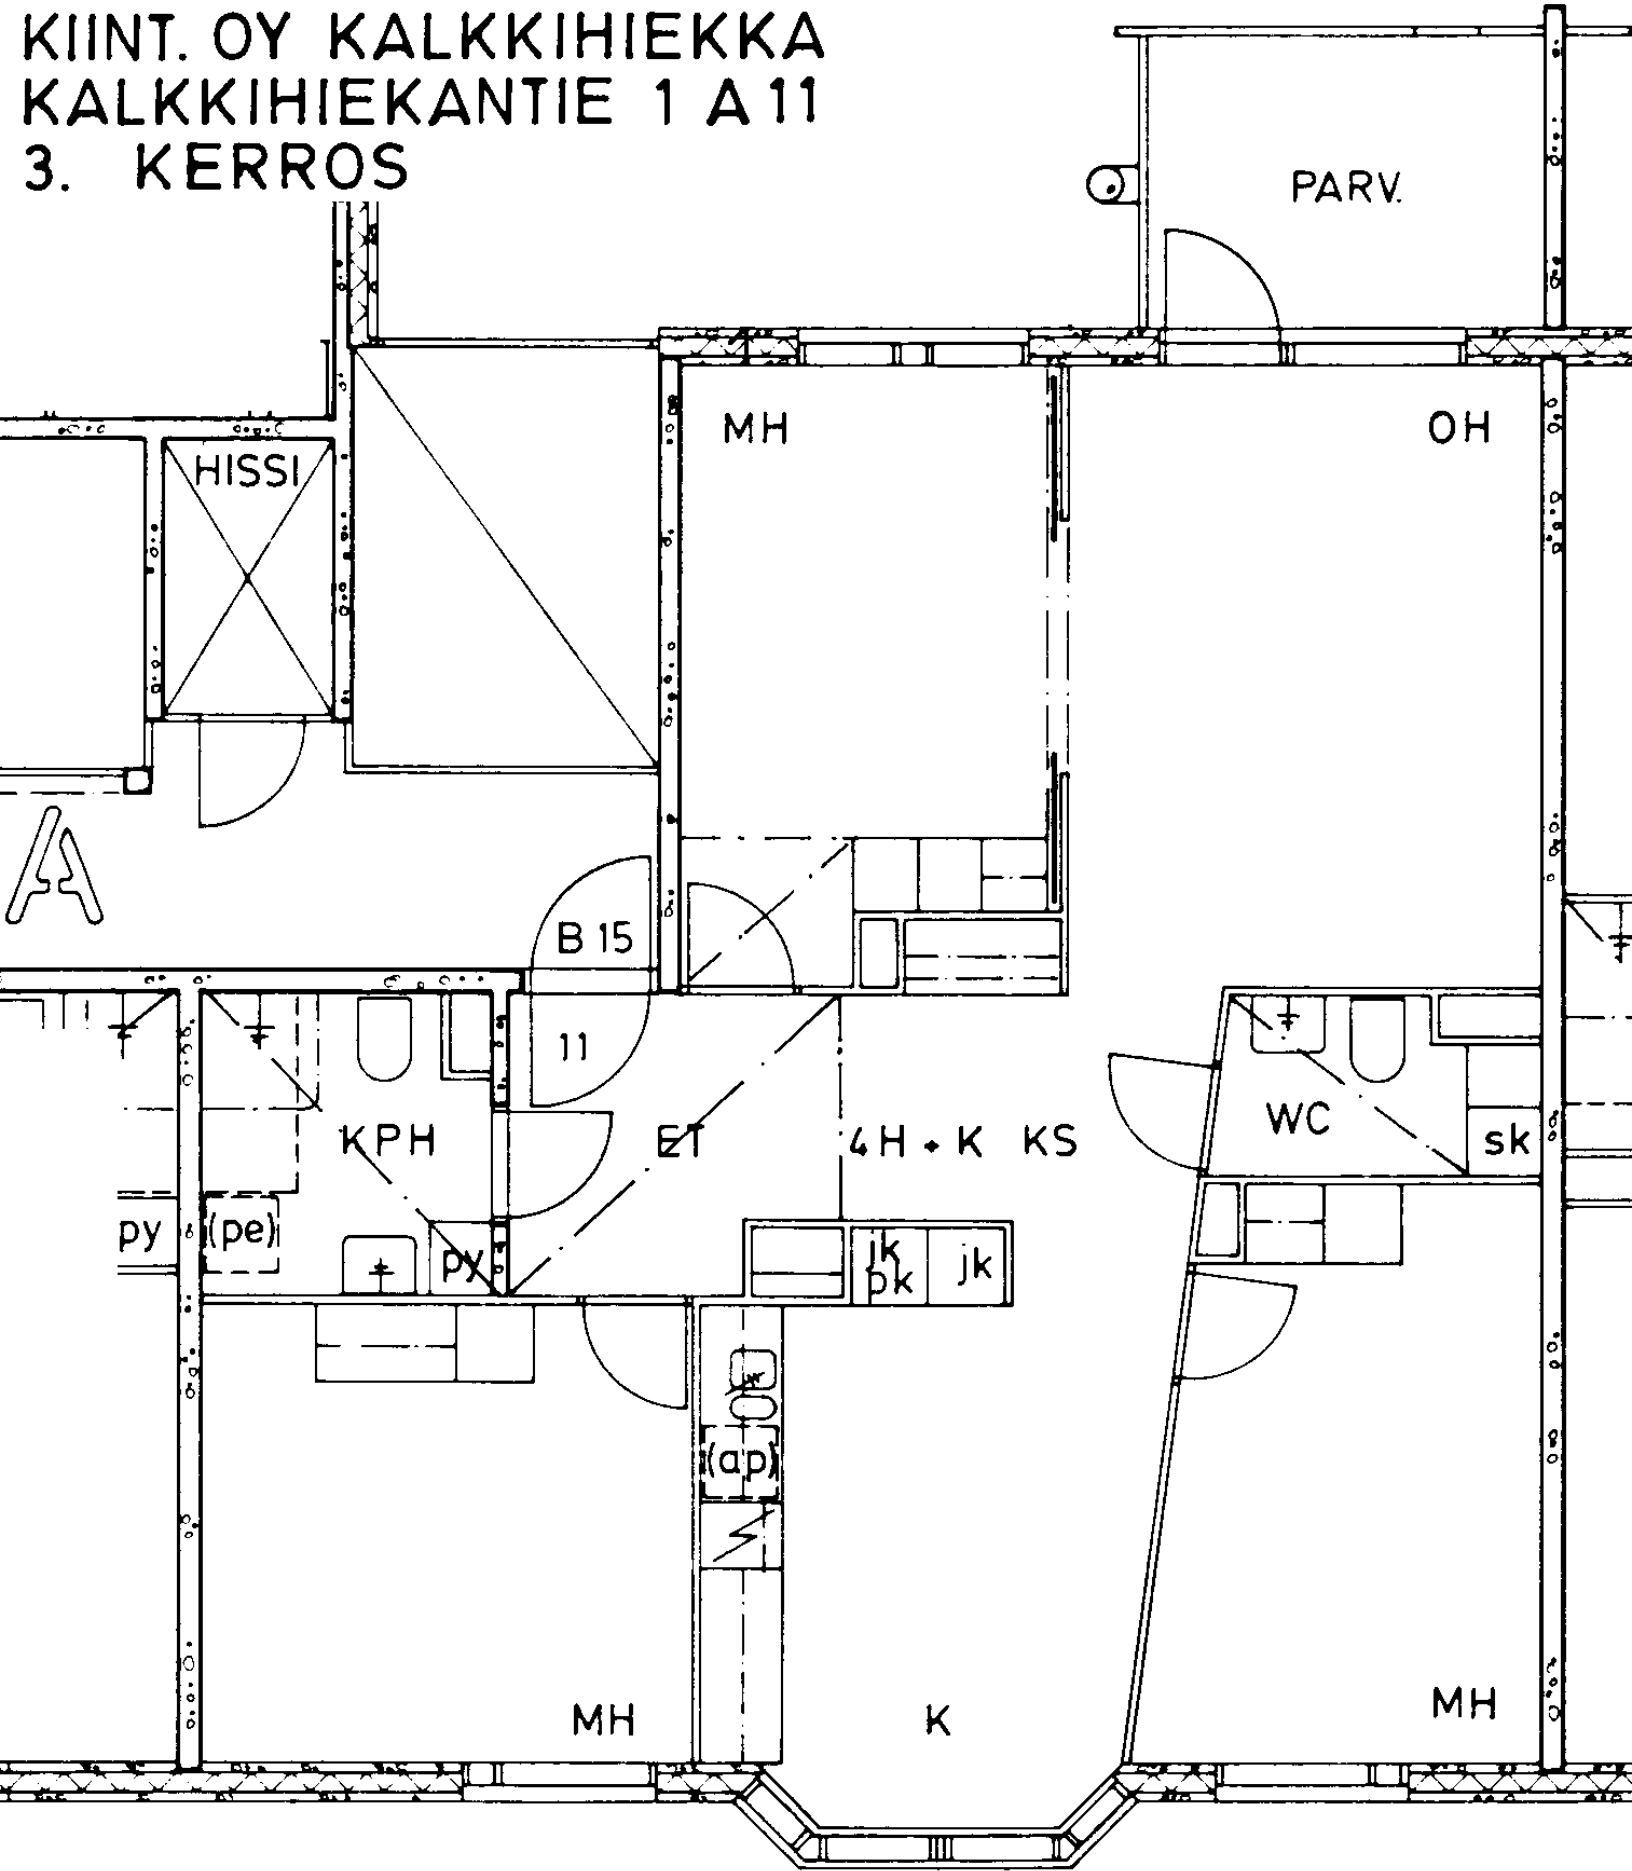 KIINT. OY KALKKIHIEKKA
KALKKIHIEKANTIE 1 A 11
3. KERROS
PARV.
MH
OH
HISSI
A
B 15
11
KPH
ET
4H + K KS
WC
sk
py
(pe)
py
jk
pk
jk
(ap)
MH
K
MH